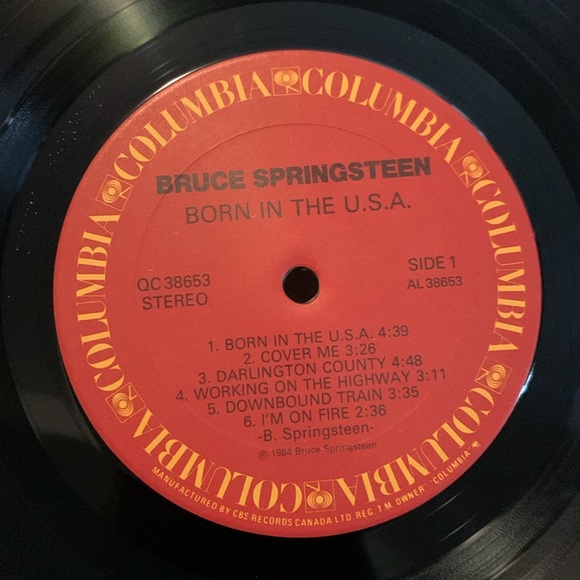 COLUMBIA COLUMBIA COLUMBIA COLUMBIA COLUMBIA COLUMBIA
BRUCE SPRINGSTEEN
BORN IN THE U.S.A.
QC 38653
STEREO
SIDE 1
AL 38653
1. BORN IN THE U.S.A. 4:39
2. COVER ME 3:26
3. DARLINGTON COUNTY 4:48
4. WORKING ON THE HIGHWAY 3:11
5. DOWNBOUND TRAIN 3:35
6. I'M ON FIRE 2:36
-B. Springsteen-
℗ 1984 Bruce Springsteen
MANUFACTURED BY CBS RECORDS CANADA LTD. REG. T.M. OWNER "COLUMBIA"